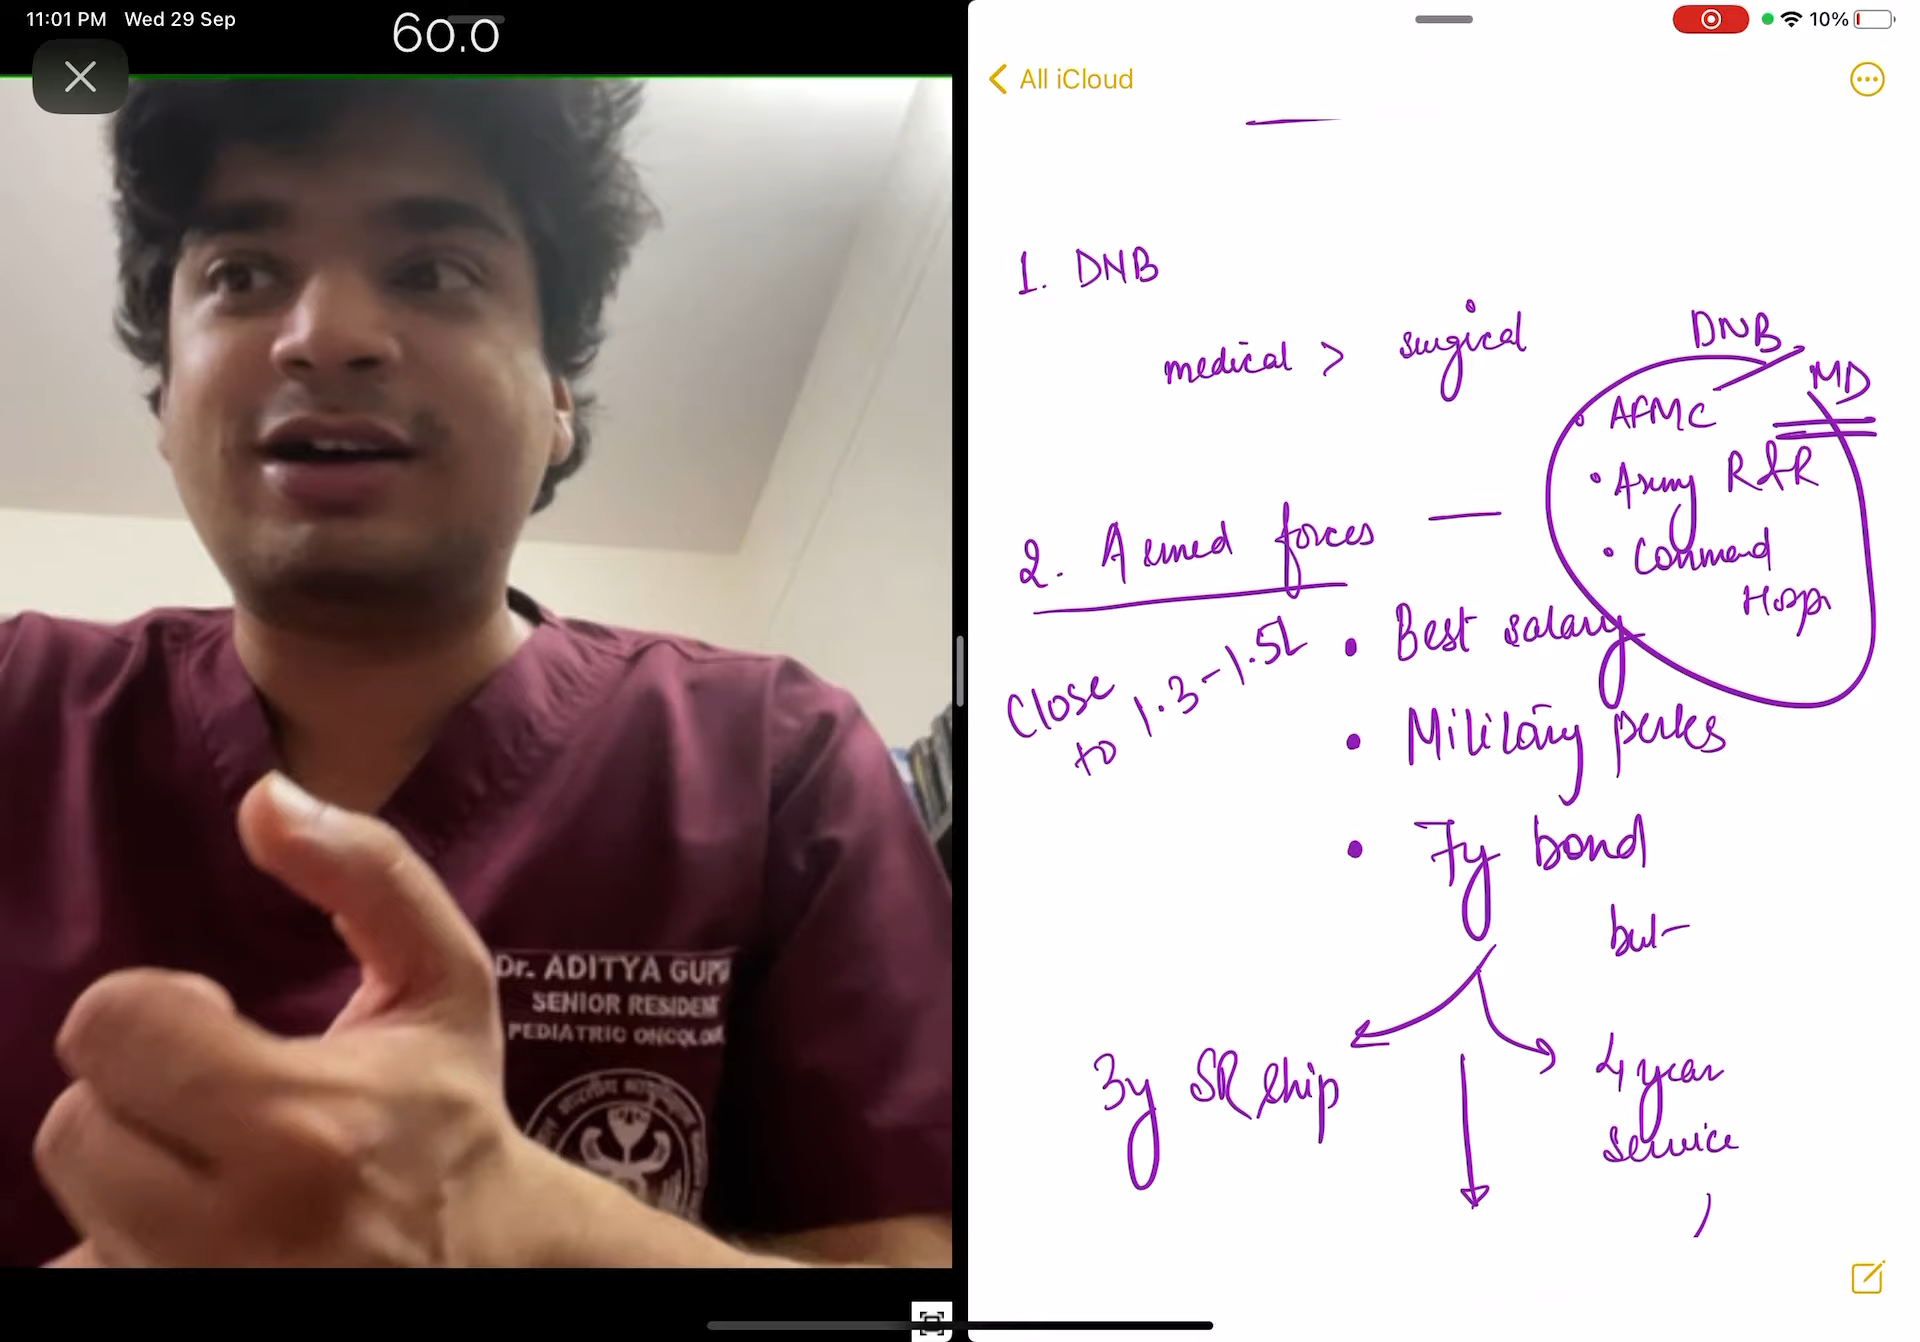 11:01 PM Wed 29 Sep
60.0
Dr. ADITYA GUP
SENIOR RESIDENT
PEDIATRIC ONCOLOG
10%
All iCloud
1. DNB
medical > surgical
DNB
MD
• AFMC
• Army R&R
• Command
Hosp
2. Armed forces —
Close
to 1.3-1.5L
• Best salary
• Military perks
• 7y bond
but
3y SR ship
4 year
service